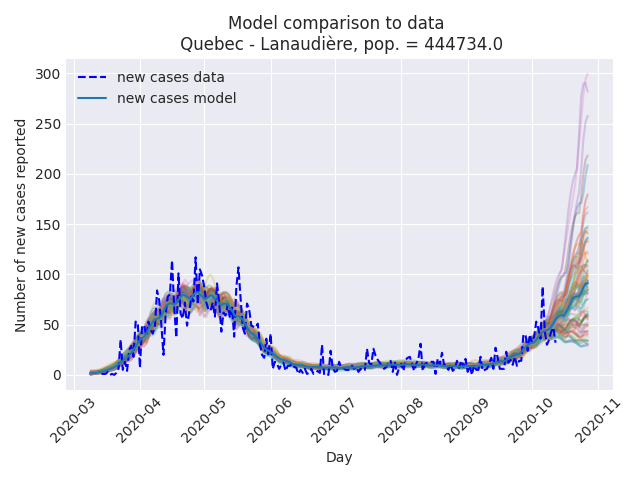 Model comparison to data
Quebec - Lanaudière, pop. = 444734.0
new cases data
new cases model
Number of new cases reported
300
250
200
150
100
50
0
2020-03
2020-04
2020-05
2020-06
2020-07
2020-08
2020-09
2020-10
2020-11
Day